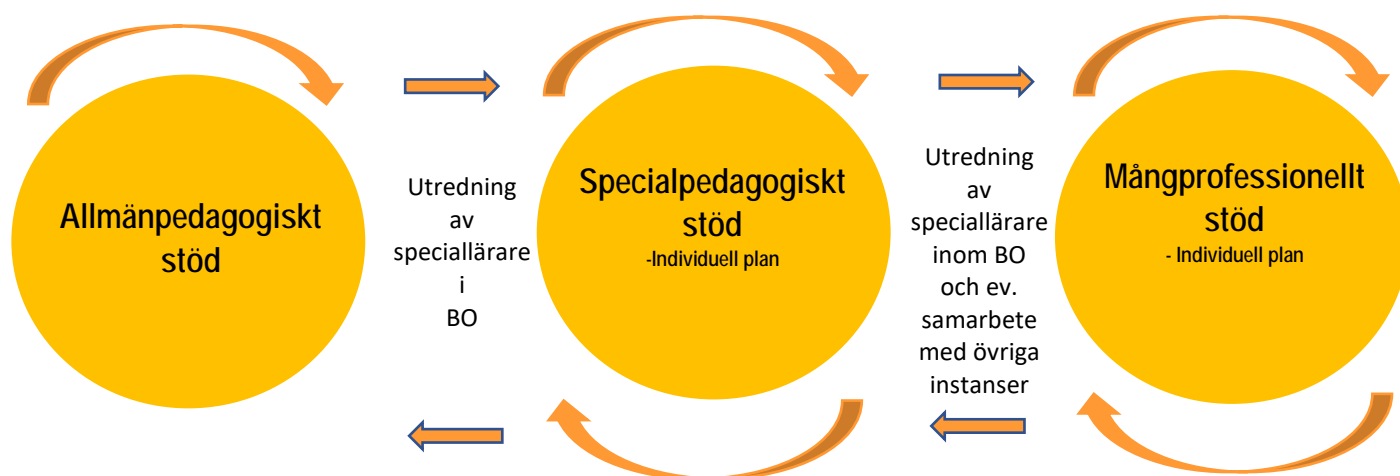 Allmänpedagogiskt
stöd
Utredning
av
speciallärare
i
BO
Specialpedagogiskt
stöd
-Individuell plan
Utredning
av
speciallärare
inom BO
och ev.
samarbete
med övriga
instanser
Mångprofessionellt
stöd
- Individuell plan